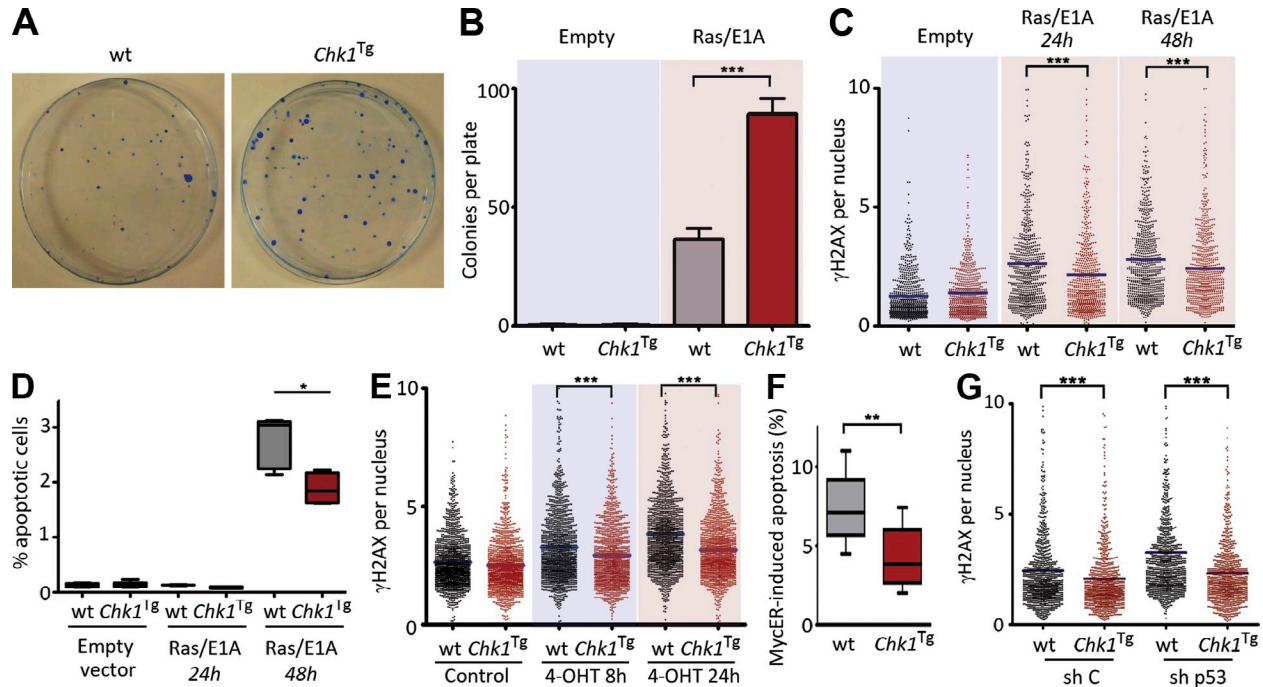 A
wt
Chk1Tg
B
Empty
Ras/E1A
***
Colonies per plate
100
50
0
wt
Chk1Tg
wt
Chk1Tg
C
Empty
Ras/E1A
24h
Ras/E1A
48h
***
***
γH2AX per nucleus
10
5
0
wt
Chk1Tg
wt
Chk1Tg
wt
Chk1Tg
D
% apoptotic cells
3
2
1
0
*
wt Chk1Tg
wt Chk1Tg
wt Chk1Tg
Empty
vector
Ras/E1A
24h
Ras/E1A
48h
E
γH2AX per nucleus
10
5
0
***
***
wt Chk1Tg
wt Chk1Tg
wt Chk1Tg
Control
4-OHT 8h
4-OHT 24h
F
MycER-induced apoptosis (%)
10
5
0
**
wt
Chk1Tg
G
γH2AX per nucleus
10
5
0
***
***
wt
Chk1Tg
wt
Chk1Tg
sh C
sh p53